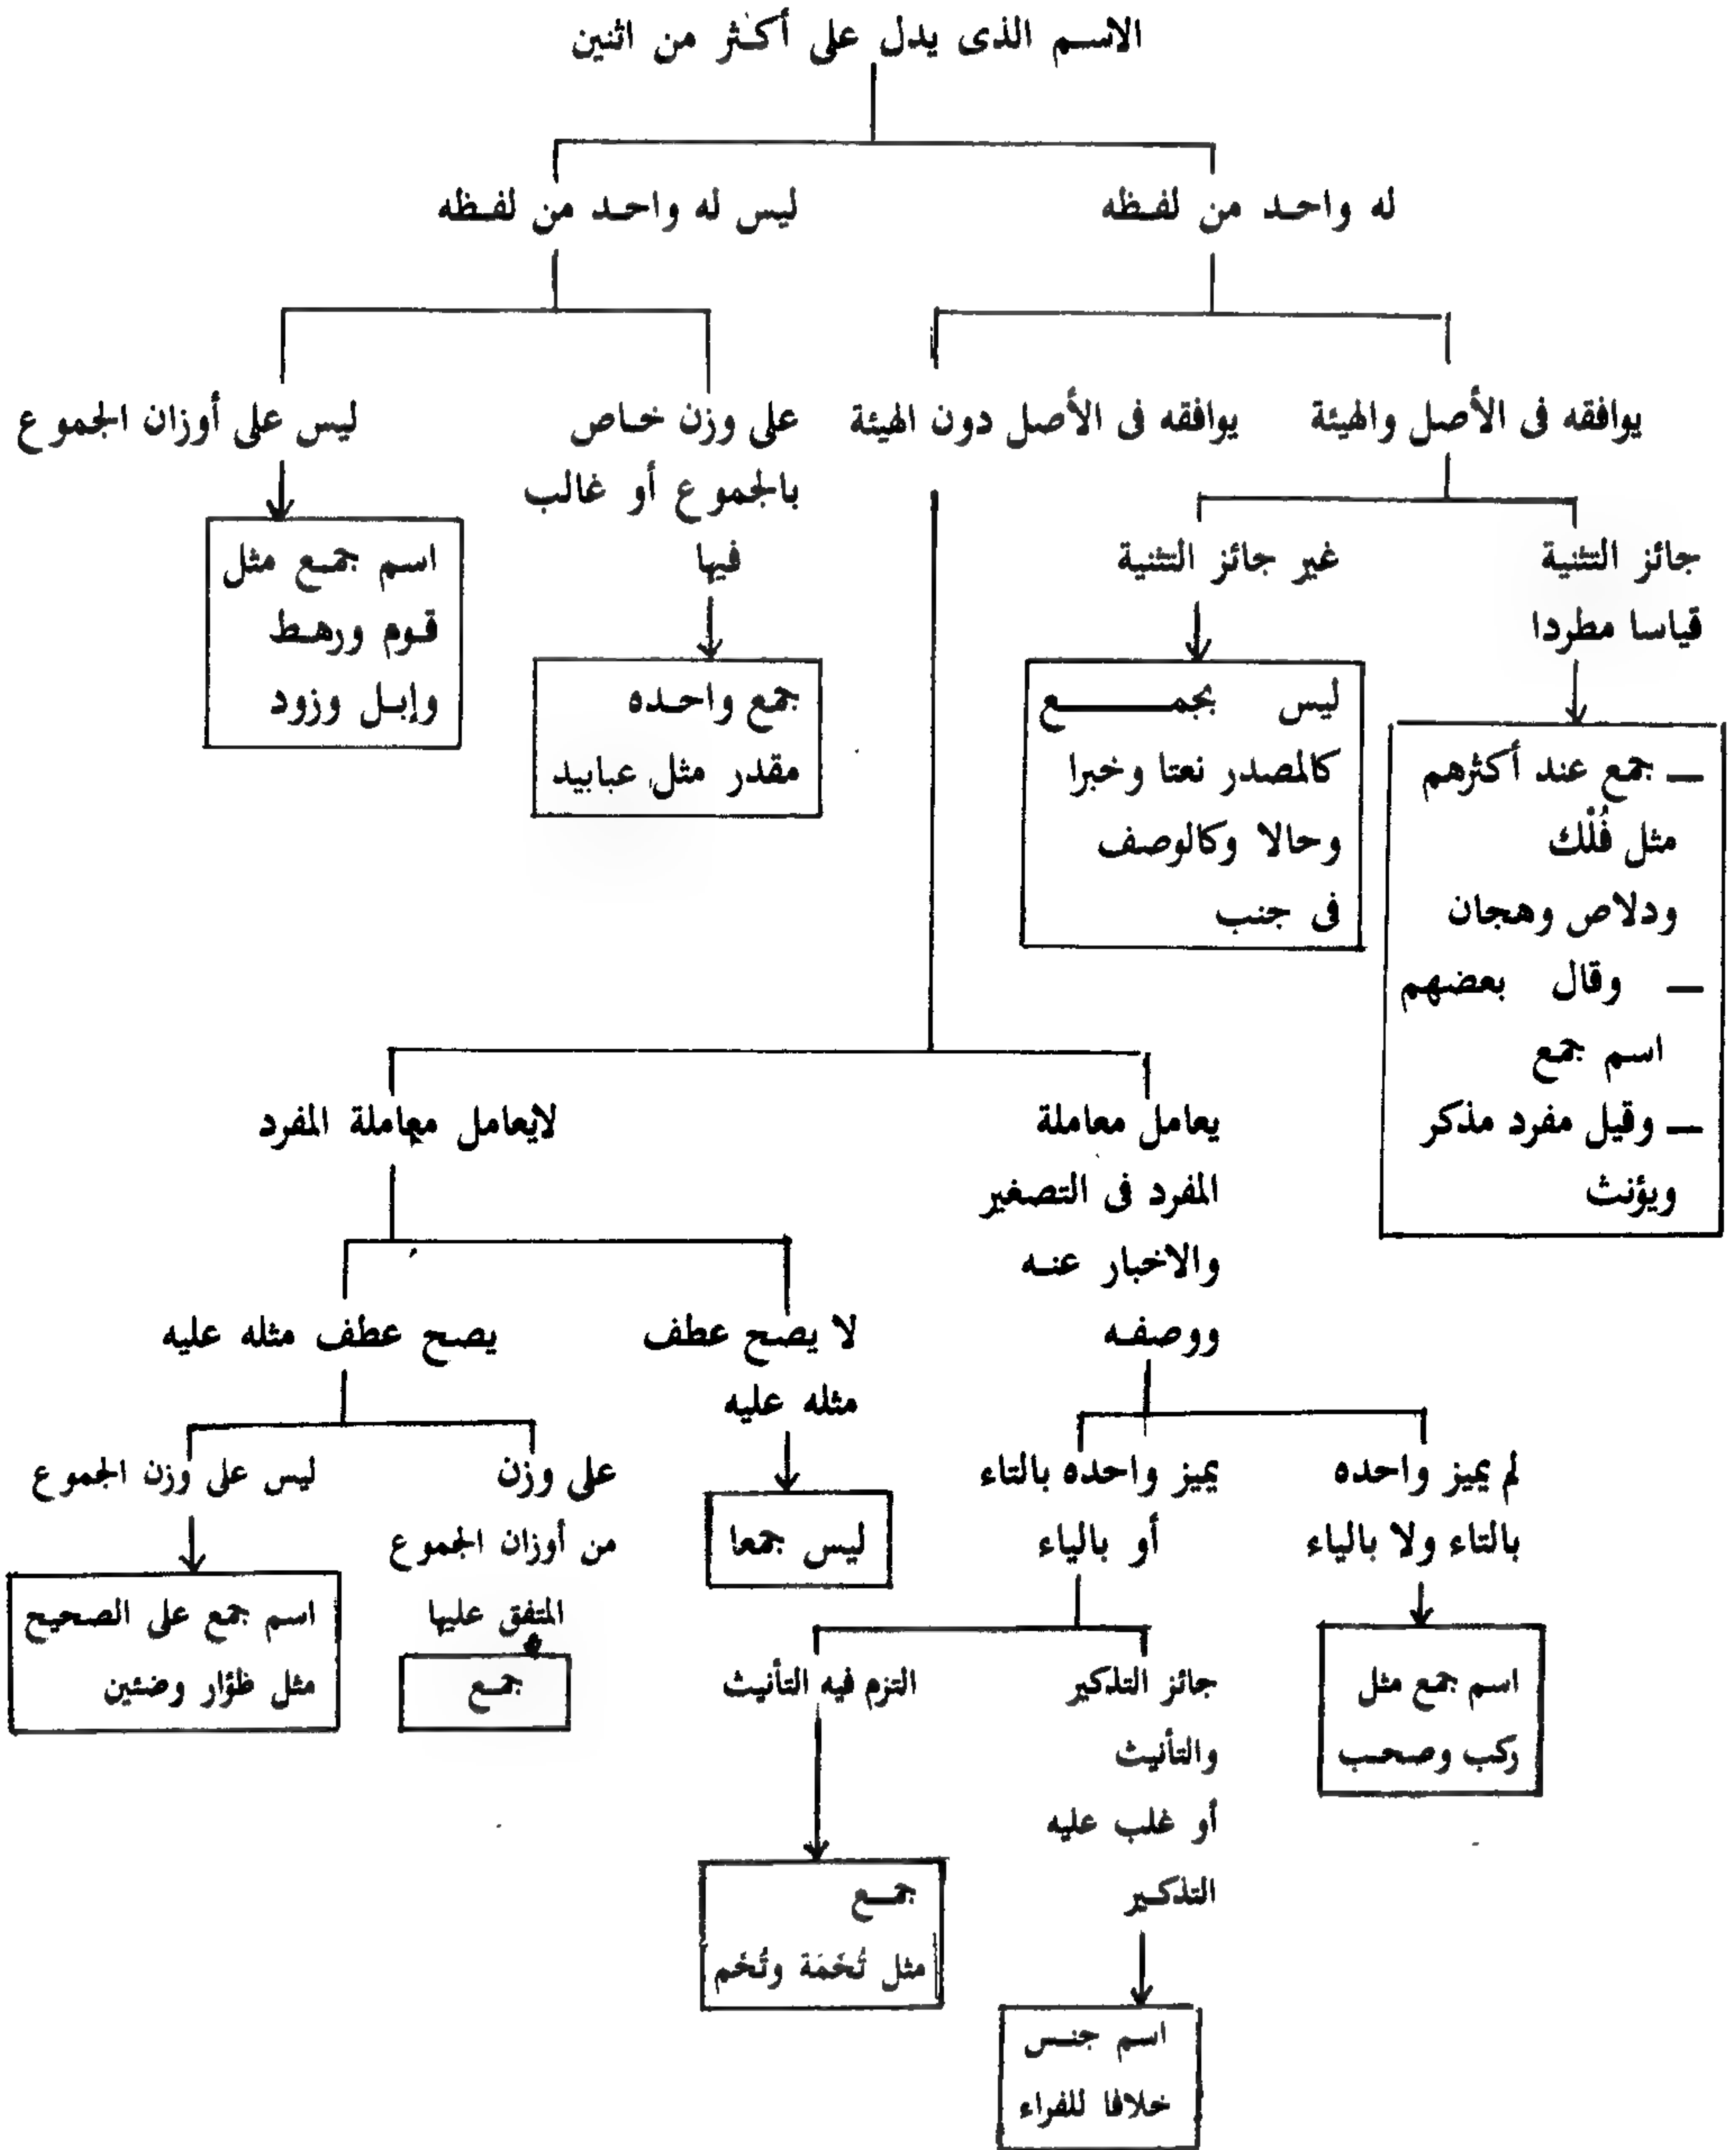 الاسم الذى يدل على أكثر من اثنين
له واحد من لفظه
ليس له واحد من لفظه
يوافقه فى الأصل والهيئة
يوافقه فى الأصل دون الهيئة
على وزن خاص
بالجموع أو غالب
فيها
ليس على أوزان الجموع
جائز التثنية
قياسا مطردا
غير جائز التثنية
جمع واحده
مقدر مثل عبابيد
اسم جمع مثل
قوم ورهط
وإبل وزود
ليس بجمع
كالمصدر نعتا وخبرا
وحالا وكالوصف
فى جنب
— جمع عند أكثرهم
مثل فُلْك
ودلاص وهجان
— وقال بعضهم
اسم جمع
— وقيل مفرد مذكر
ويؤنث
يعامل معاملة
المفرد فى التصغير
والاخبار عنه
ووصفه
لايعامل معاملة المفرد
لا يصح عطف
مثله عليه
يصح عطف مثله عليه
لم يميز واحده
بالتاء ولا بالياء
يميز واحده بالتاء
أو بالياء
ليس جمعا
على وزن
من أوزان الجموع
المتفق عليها
ليس على وزن الجموع
جمع
اسم جمع على الصحيح
مثل ظؤار وضئين
اسم جمع مثل
ركب وصحب
جائز التذكير
والتأنيث
أو غلب عليه
التذكير
التزم فيه التأنيث
جمع
مثل تُخَمَة وتُخَم
اسم جنس
خلافا للفراء